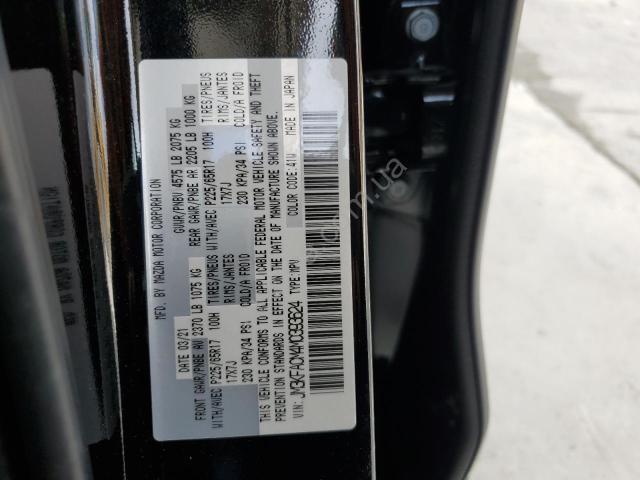 MFD. BY MAZDA MOTOR CORPORATION
DATE 03/21 GVWR/PNBV 4575 LB 2075 KG
FRONT GAWR/PNBE AV 2370 LB 1075 KG REAR GAWR/PNBE AR 2205 LB 1000 KG
WITH/AVEC P225/65R17 100H TIRES/PNEUS WITH/AVEC P225/65R17 100H TIRES/PNEUS
17X7J RIMS/JANTES 17X7J RIMS/JANTES
230 KPA/34 PSI COLD/A FROID 230 KPA/34 PSI COLD/A FROID
THIS VEHICLE CONFORMS TO ALL APPLICABLE FEDERAL MOTOR VEHICLE SAFETY AND THEFT
PREVENTION STANDARDS IN EFFECT ON THE DATE OF MANUFACTURE SHOWN ABOVE.
VIN: JM3KFACM4M0393624 TYPE:MPV COLOR CODE:41W MADE IN JAPAN